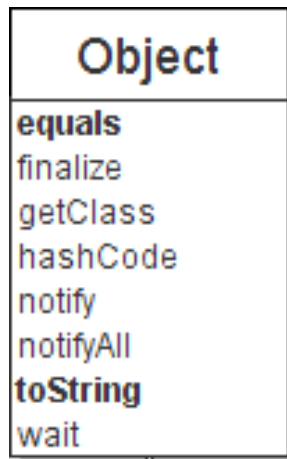 Object
equals
finalize
getClass
hashCode
notify
notifyAll
toString
wait